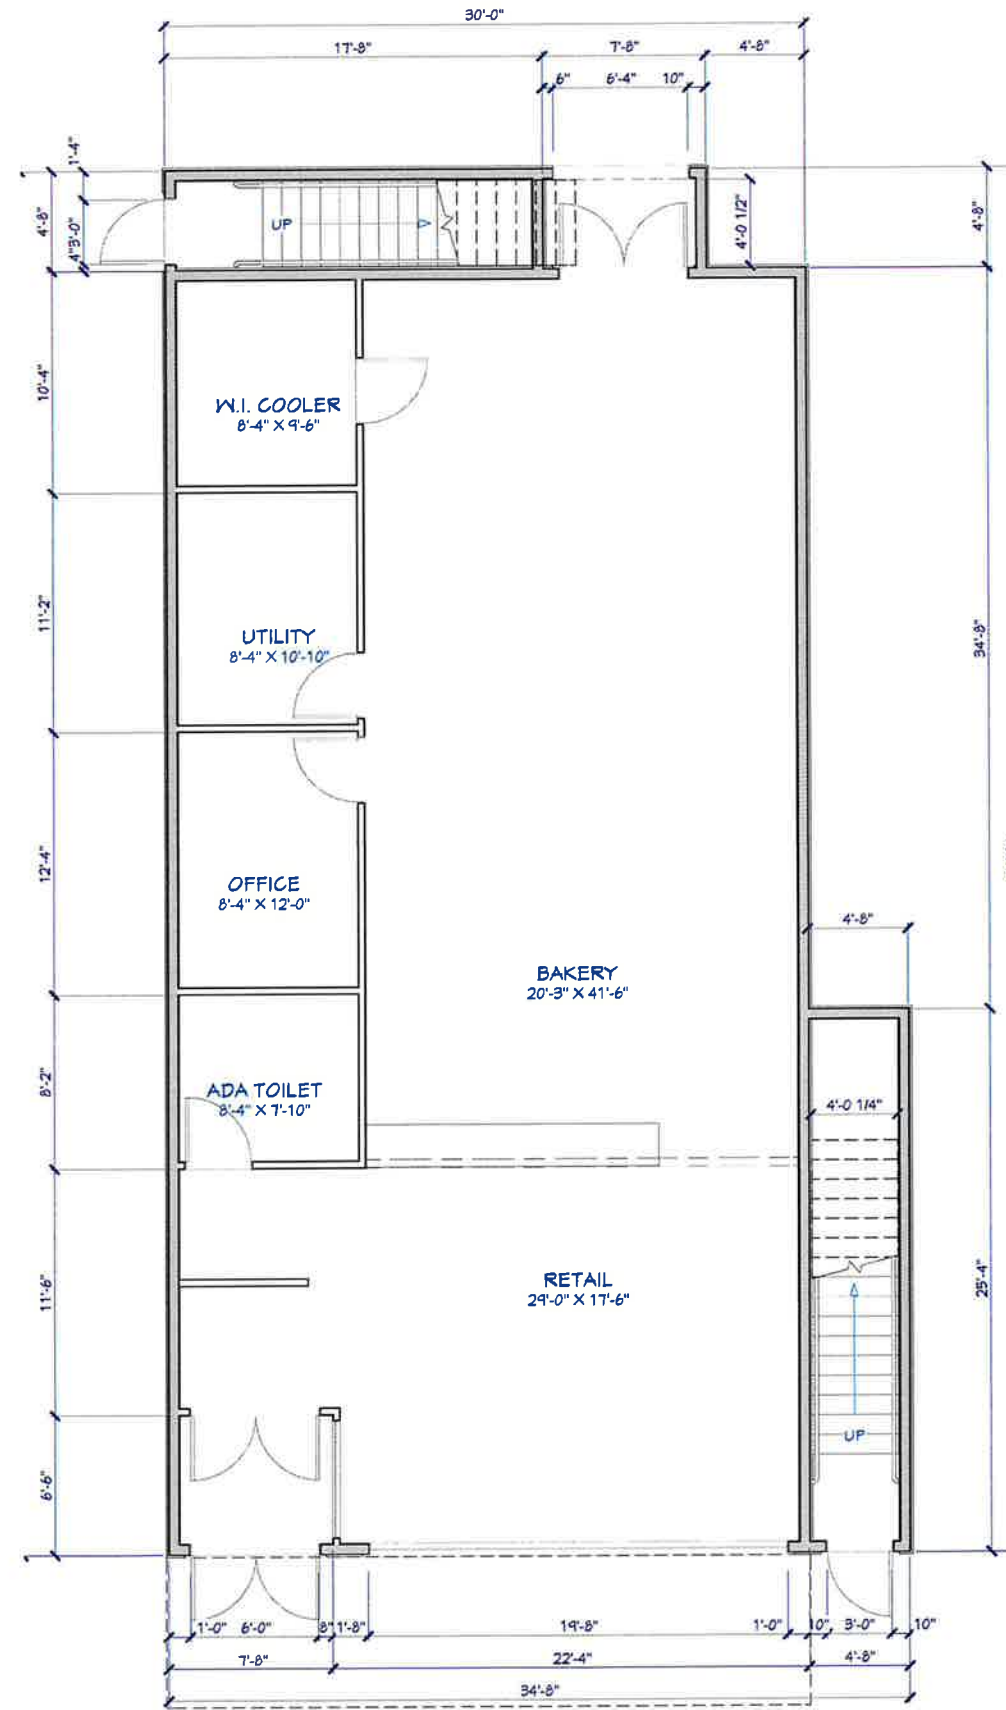 30'-0"
17'-8" 7'-8" 4'-8"
6" 6'-4" 10"
1'-4"
4'-8"
3'-0"
4"
UP
4'-0 1/2"
4'-8"
10'-4"
W.I. COOLER
8'-4" X 9'-6"
11'-2"
UTILITY
8'-4" X 10'-10"
34'-8"
12'-4"
OFFICE
8'-4" X 12'-0"
4'-8"
BAKERY
20'-3" X 41'-6"
8'-2"
ADA TOILET
8'-4" X 7'-10"
4'-0 1/4"
11'-6"
RETAIL
29'-0" X 17'-6"
25'-4"
UP
6'-8"
1'-0" 6'-0" 8" 1'-8" 19'-8" 1'-0" 10" 3'-0" 10"
7'-8" 22'-4" 4'-8"
34'-8"